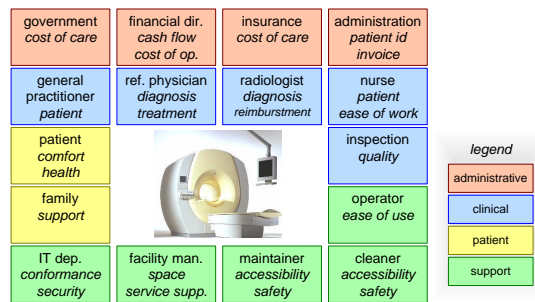 government
cost of care
financial dir.
cash flow
cost of op.
insurance
cost of care
administration
patient id
invoice
general
practitioner
patient
ref. physician
diagnosis
treatment
radiologist
diagnosis
reimburstment
nurse
patient
ease of work
patient
comfort
health
inspection
quality
family
support
operator
ease of use
IT dep.
conformance
security
facility man.
space
service supp.
maintainer
accessibility
safety
cleaner
accessibility
safety
legend
administrative
clinical
patient
support